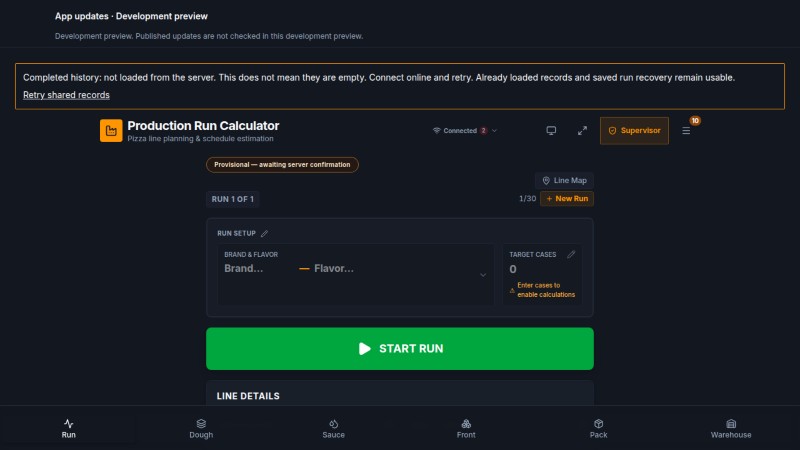 App updates · Development preview
Development preview. Published updates are not checked in this development preview.
Completed history: not loaded from the server. This does not mean they are empty. Connect online and retry. Already loaded records and saved run recovery remain usable.
Retry shared records
Production Run Calculator
Pizza line planning & schedule estimation
Connected 2
Supervisor
10
Provisional — awaiting server confirmation
Line Map
RUN 1 OF 1
1/30
+ New Run
RUN SETUP
BRAND & FLAVOR
Brand... — Flavor...
TARGET CASES
0
Enter cases to
enable calculations
START RUN
LINE DETAILS
Run
Dough
Sauce
Front
Pack
Warehouse